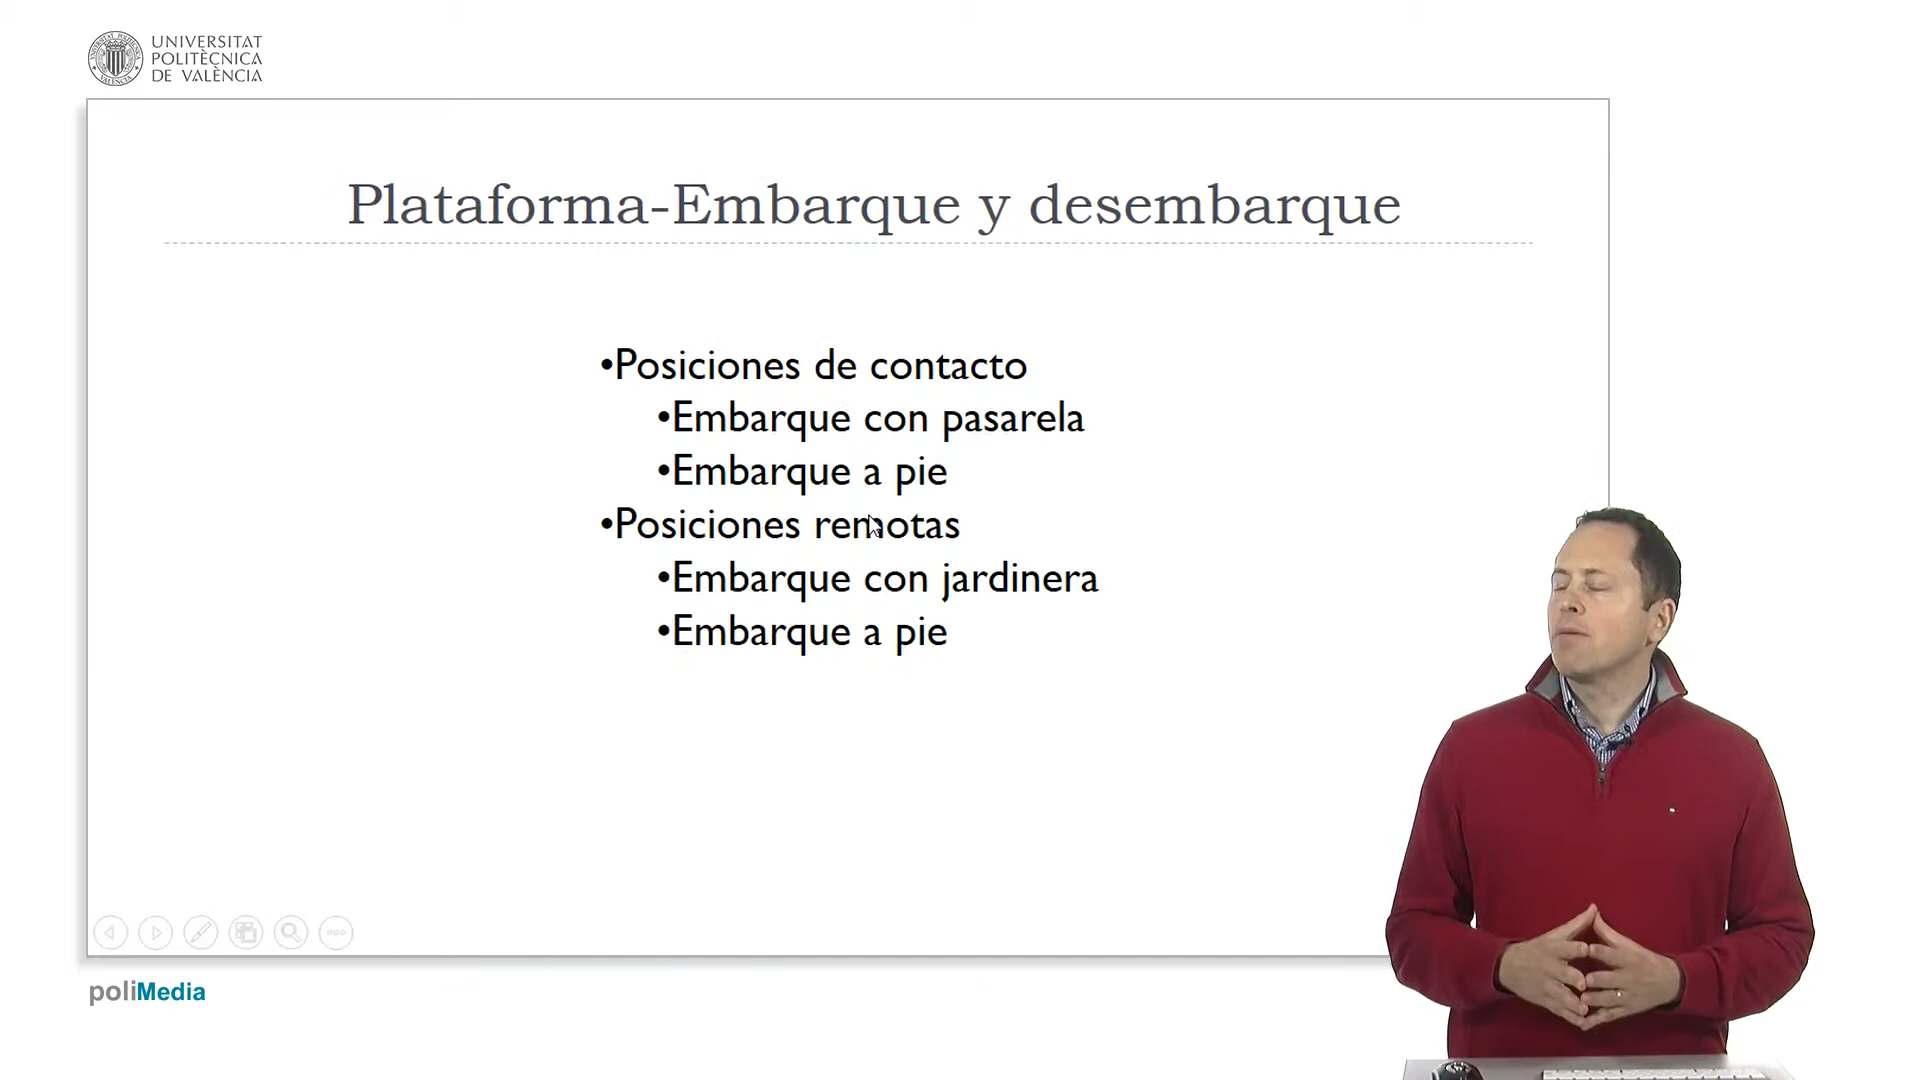 UNIVERSITAT
POLITÈCNICA
DE VALÈNCIA
Plataforma-Embarque y desembarque
•Posiciones de contacto
•Embarque con pasarela
•Embarque a pie
•Posiciones remotas
•Embarque con jardinera
•Embarque a pie
poliMedia